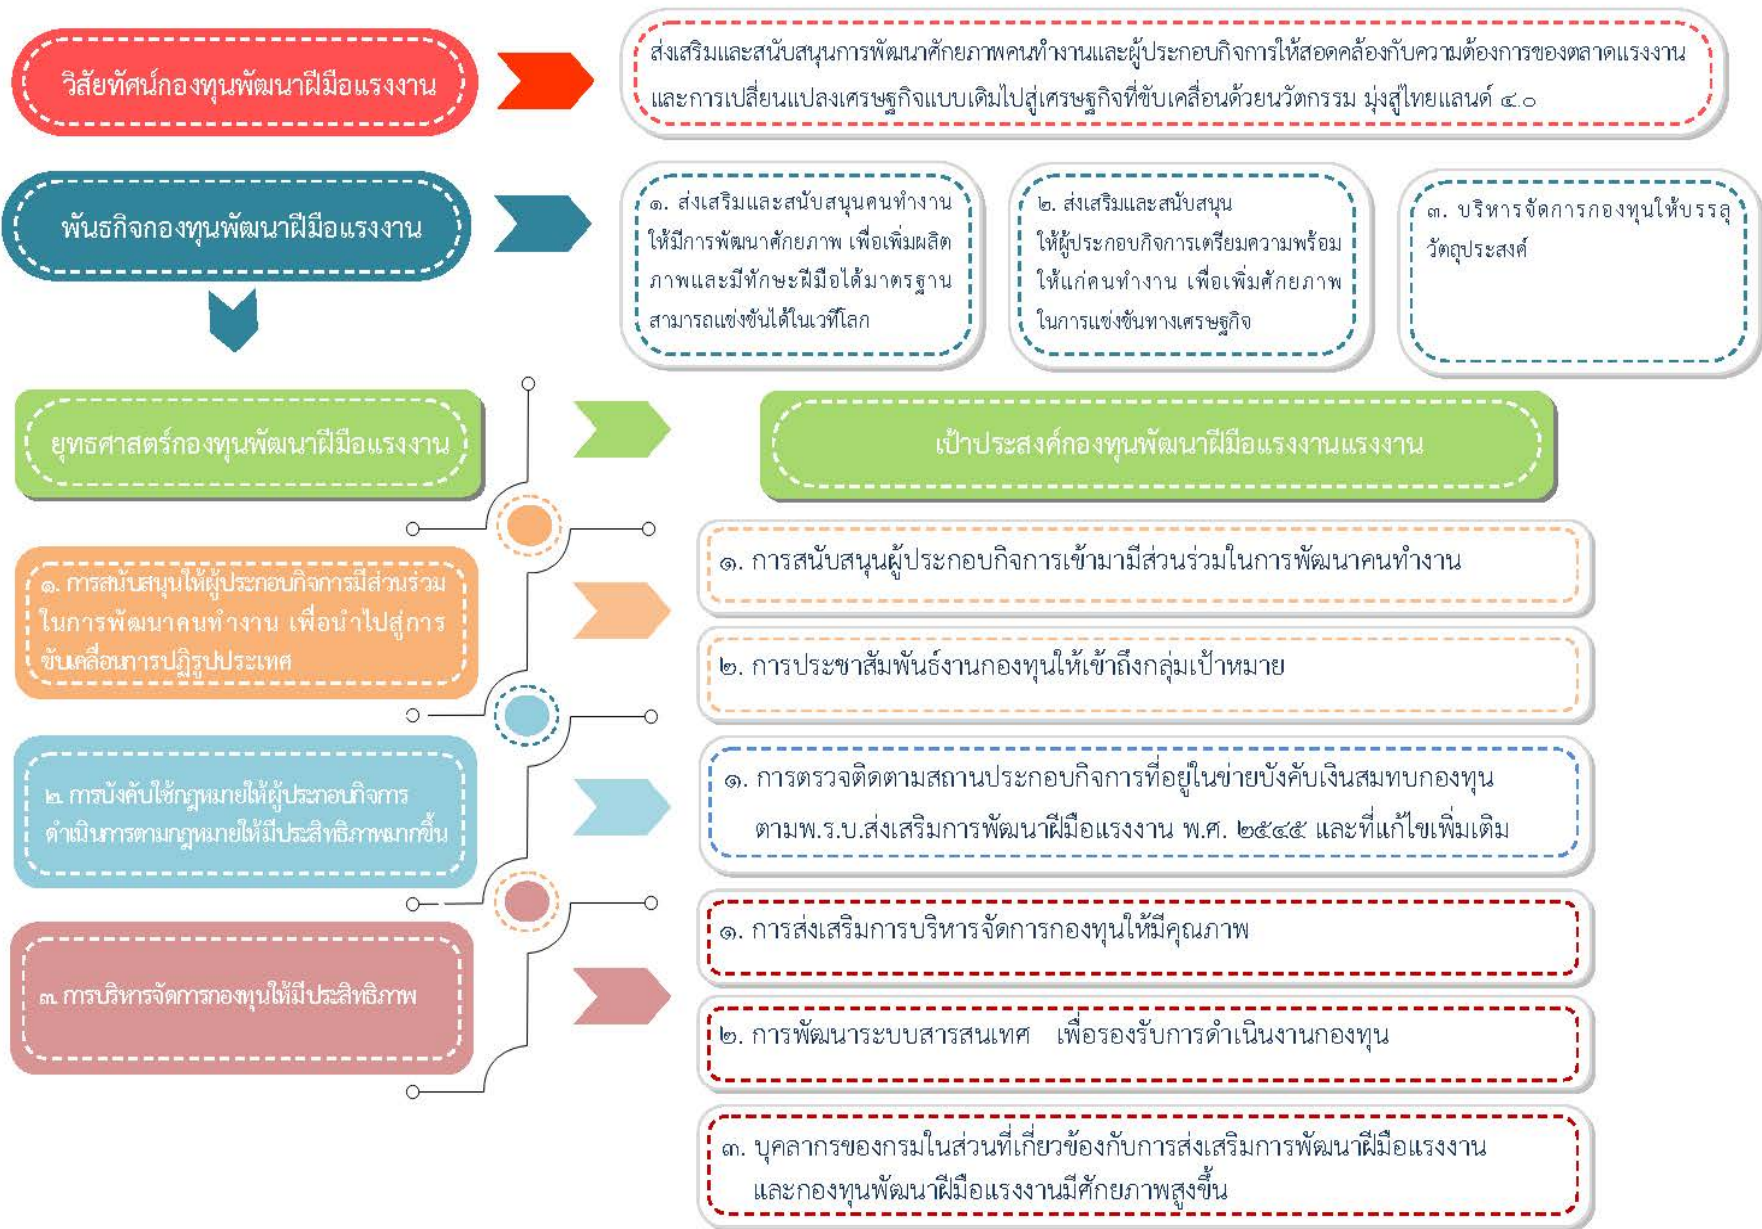 วิสัยทัศน์กองทุนพัฒนาฝีมือแรงงาน
ส่งเสริมและสนับสนุนการพัฒนาศักยภาพคนทำงานและผู้ประกอบกิจการให้สอดคล้องกับความต้องการของตลาดแรงงาน
และการเปลี่ยนแปลงเศรษฐกิจแบบเดิมไปสู่เศรษฐกิจที่ขับเคลื่อนด้วยนวัตกรรม มุ่งสู่ไทยแลนด์ ๔.๐
พันธกิจกองทุนพัฒนาฝีมือแรงงาน
๑. ส่งเสริมและสนับสนุนคนทำงาน
ให้มีการพัฒนาศักยภาพ เพื่อเพิ่มผลิต
ภาพและมีทักษะฝีมือได้มาตรฐาน
สามารถแข่งขันได้ในเวทีโลก
๒. ส่งเสริมและสนับสนุน
ให้ผู้ประกอบกิจการเตรียมความพร้อม
ให้แก่คนทำงาน เพื่อเพิ่มศักยภาพ
ในการแข่งขันทางเศรษฐกิจ
๓. บริหารจัดการกองทุนให้บรรลุ
วัตถุประสงค์
ยุทธศาสตร์กองทุนพัฒนาฝีมือแรงงาน
เป้าประสงค์กองทุนพัฒนาฝีมือแรงงานแรงงาน
๑. การสนับสนุนให้ผู้ประกอบกิจการมีส่วนร่วม
ในการพัฒนาคนทำงาน เพื่อนำไปสู่การ
ขับเคลื่อนการปฏิรูปประเทศ
๑. การสนับสนุนผู้ประกอบกิจการเข้ามามีส่วนร่วมในการพัฒนาคนทำงาน
๒. การประชาสัมพันธ์งานกองทุนให้เข้าถึงกลุ่มเป้าหมาย
๒. การบังคับใช้กฎหมายให้ผู้ประกอบกิจการ
ดำเนินการตามกฎหมายให้มีประสิทธิภาพมากขึ้น
๑. การตรวจติดตามสถานประกอบกิจการที่อยู่ในข่ายบังคับเงินสมทบกองทุน
ตามพ.ร.บ.ส่งเสริมการพัฒนาฝีมือแรงงาน พ.ศ. ๒๕๔๕ และที่แก้ไขเพิ่มเติม
๓. การบริหารจัดการกองทุนให้มีประสิทธิภาพ
๑. การส่งเสริมการบริหารจัดการกองทุนให้มีคุณภาพ
๒. การพัฒนาระบบสารสนเทศ เพื่อรองรับการดำเนินงานกองทุน
๓. บุคลากรของกรมในส่วนที่เกี่ยวข้องกับการส่งเสริมการพัฒนาฝีมือแรงงาน
และกองทุนพัฒนาฝีมือแรงงานมีศักยภาพสูงขึ้น